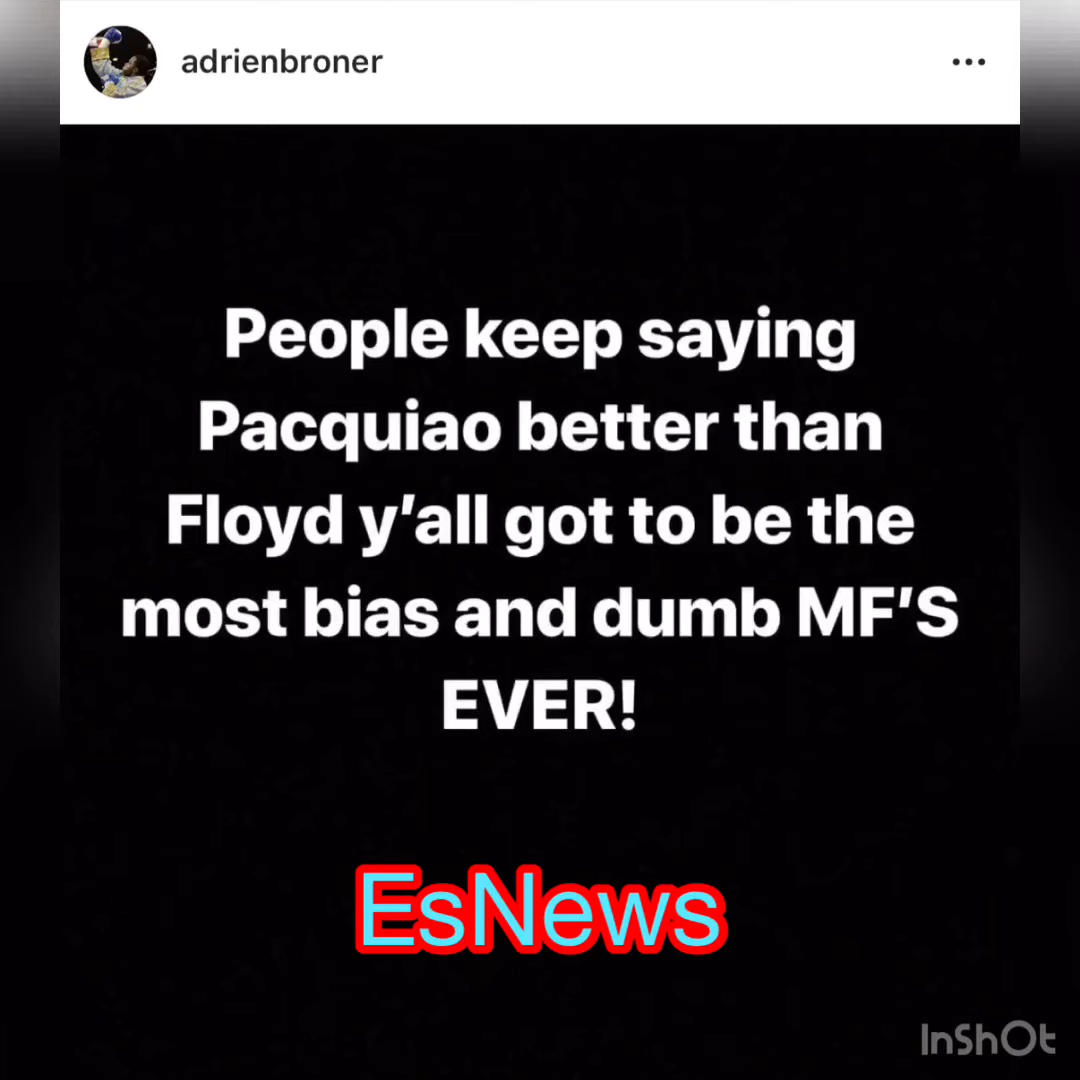 adrienbroner
People keep saying
Pacquiao better than
Floyd y’all got to be the
most bias and dumb MF’S
EVER!
EsNews
InShOt